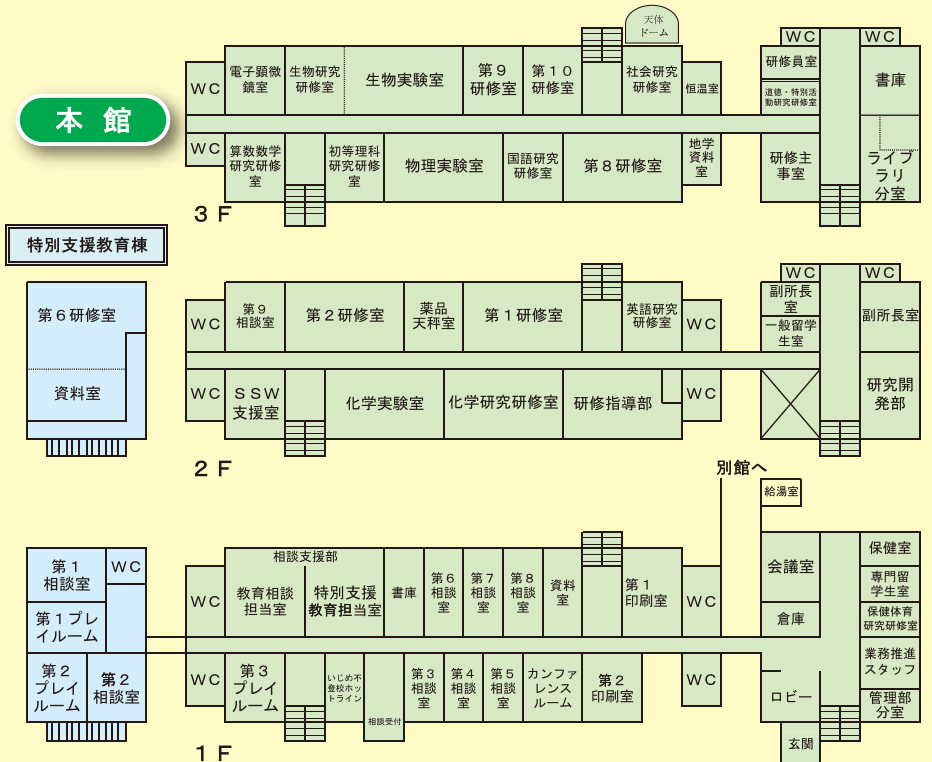 天体
ドーム
WC
WC
電子顕微
鏡室
生物研究
研修室
生物実験室
第9
研修室
第10
研修室
社会研究
研修室
恒温室
WC
研修員室
道徳・特別活
動研究研修室
書庫
本館
WC
算数数学
研究研修
室
初等理科
研究研修
室
物理実験室
国語研究
研修室
第8研修室
地学
資料
室
研修主
事室
ライブ
ラリ
分室
3F
特別支援教育棟
第6研修室
資料室
WC
WC
WC
第9
相談室
第2研修室
薬品
天秤室
第1研修室
英語研究
研修室
WC
副所長
室
一般留学
生室
副所長室
WC
SSW
支援室
化学実験室
化学研究研修室
研修指導部
WC
研究開
発部
2F
別館へ
給湯室
第1
相談室
WC
第1プレ
イルーム
第2
プレイ
ルーム
第2
相談室
相談支援部
WC
教育相談
担当室
特別支援
教育担当室
書庫
第6
相談
室
第7
相談
室
第8
相談
室
資料
室
第1
印刷室
WC
会議室
倉庫
保健室
専門留
学生室
保健体育
研究研修室
WC
第3
プレイ
ルーム
いじめ不
登校ホッ
トライン
相談受付
第3
相談
室
第4
相談
室
第5
相談
室
カンファ
レンス
ルーム
第2
印刷室
WC
ロビー
業務推進
スタッフ
管理部
分室
玄関
1F